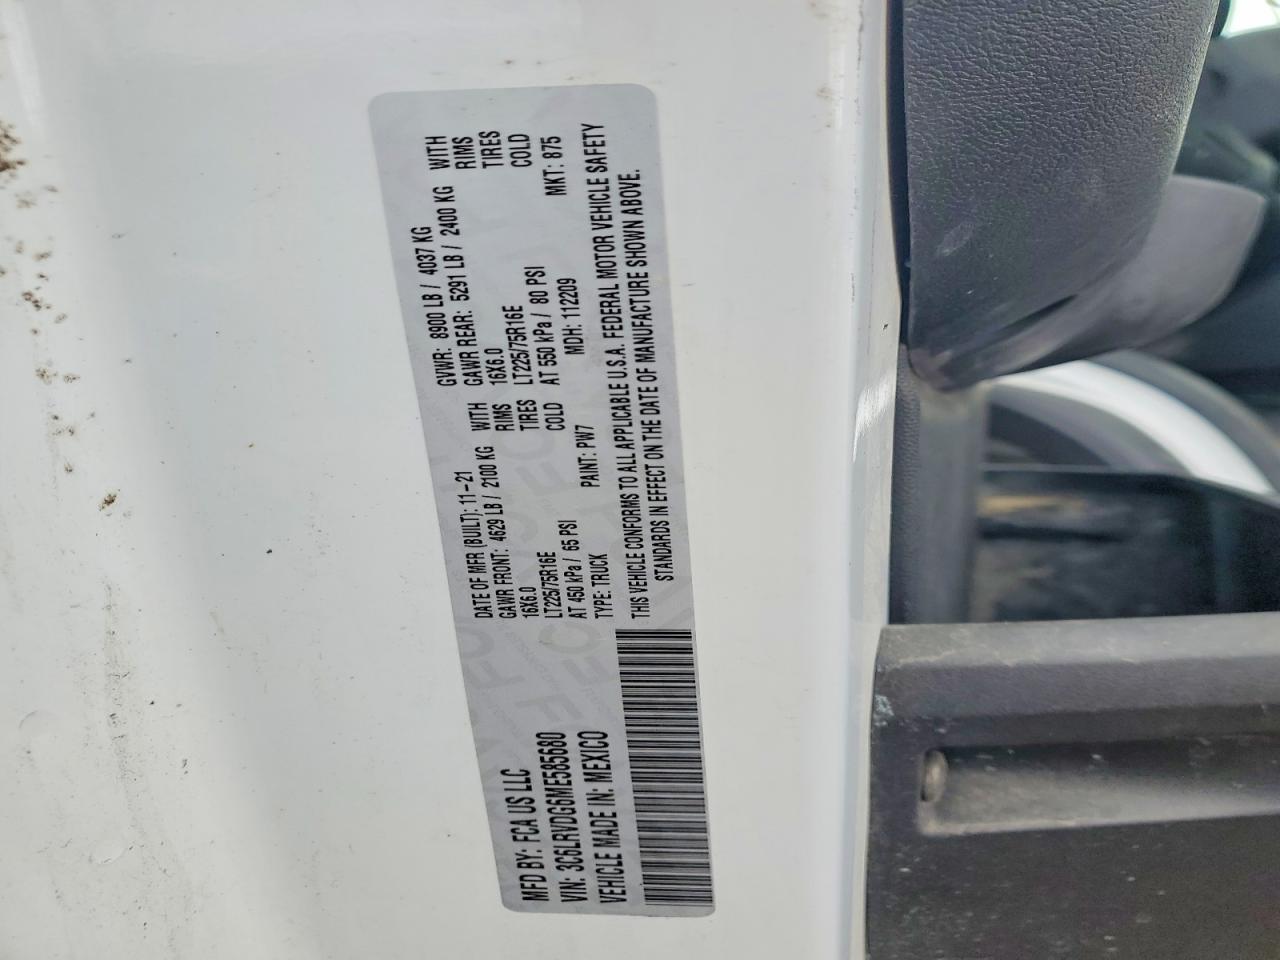 MFD BY: FCA US LLC
DATE OF MFR (BUILT): 11-21
GVWR: 8900 LB / 4037 KG
GAWR FRONT: 4629 LB / 2100 KG WITH
16X6.0 RIMS
LT225/75R16E TIRES
AT 450 kPa / 65 PSI COLD
GAWR REAR: 5291 LB / 2400 KG WITH
16X6.0 RIMS
LT225/75R16E TIRES
AT 550 kPa / 80 PSI COLD
VIN: 3C6LRVDG6ME585680
TYPE: TRUCK PAINT: PW7 MDH: 112209 MKT: 875
VEHICLE MADE IN: MEXICO
THIS VEHICLE CONFORMS TO ALL APPLICABLE U.S.A. FEDERAL MOTOR VEHICLE SAFETY
STANDARDS IN EFFECT ON THE DATE OF MANUFACTURE SHOWN ABOVE.